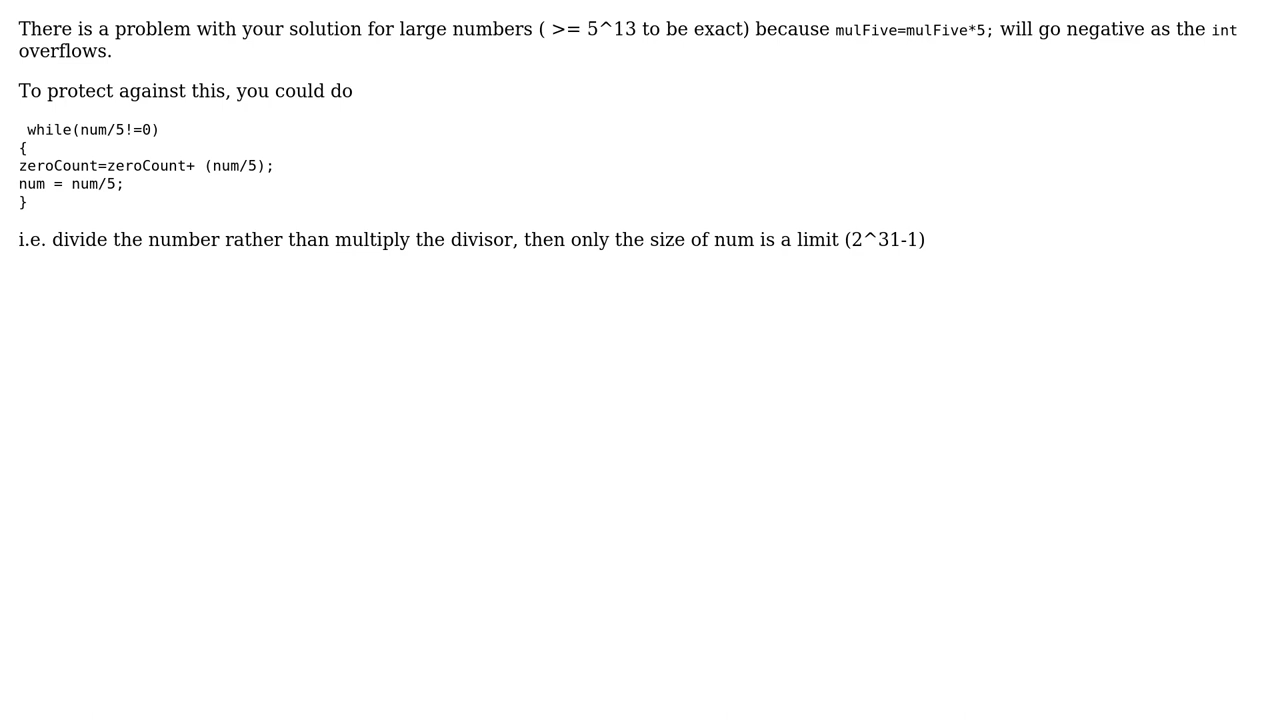 There is a problem with your solution for large numbers ( >= 5^13 to be exact) because mulFive=mulFive*5; will go negative as the int
overflows.
To protect against this, you could do
while(num/5!=0)
{
zeroCount=zeroCount+ (num/5);
num = num/5;
}
i.e. divide the number rather than multiply the divisor, then only the size of num is a limit (2^31-1)